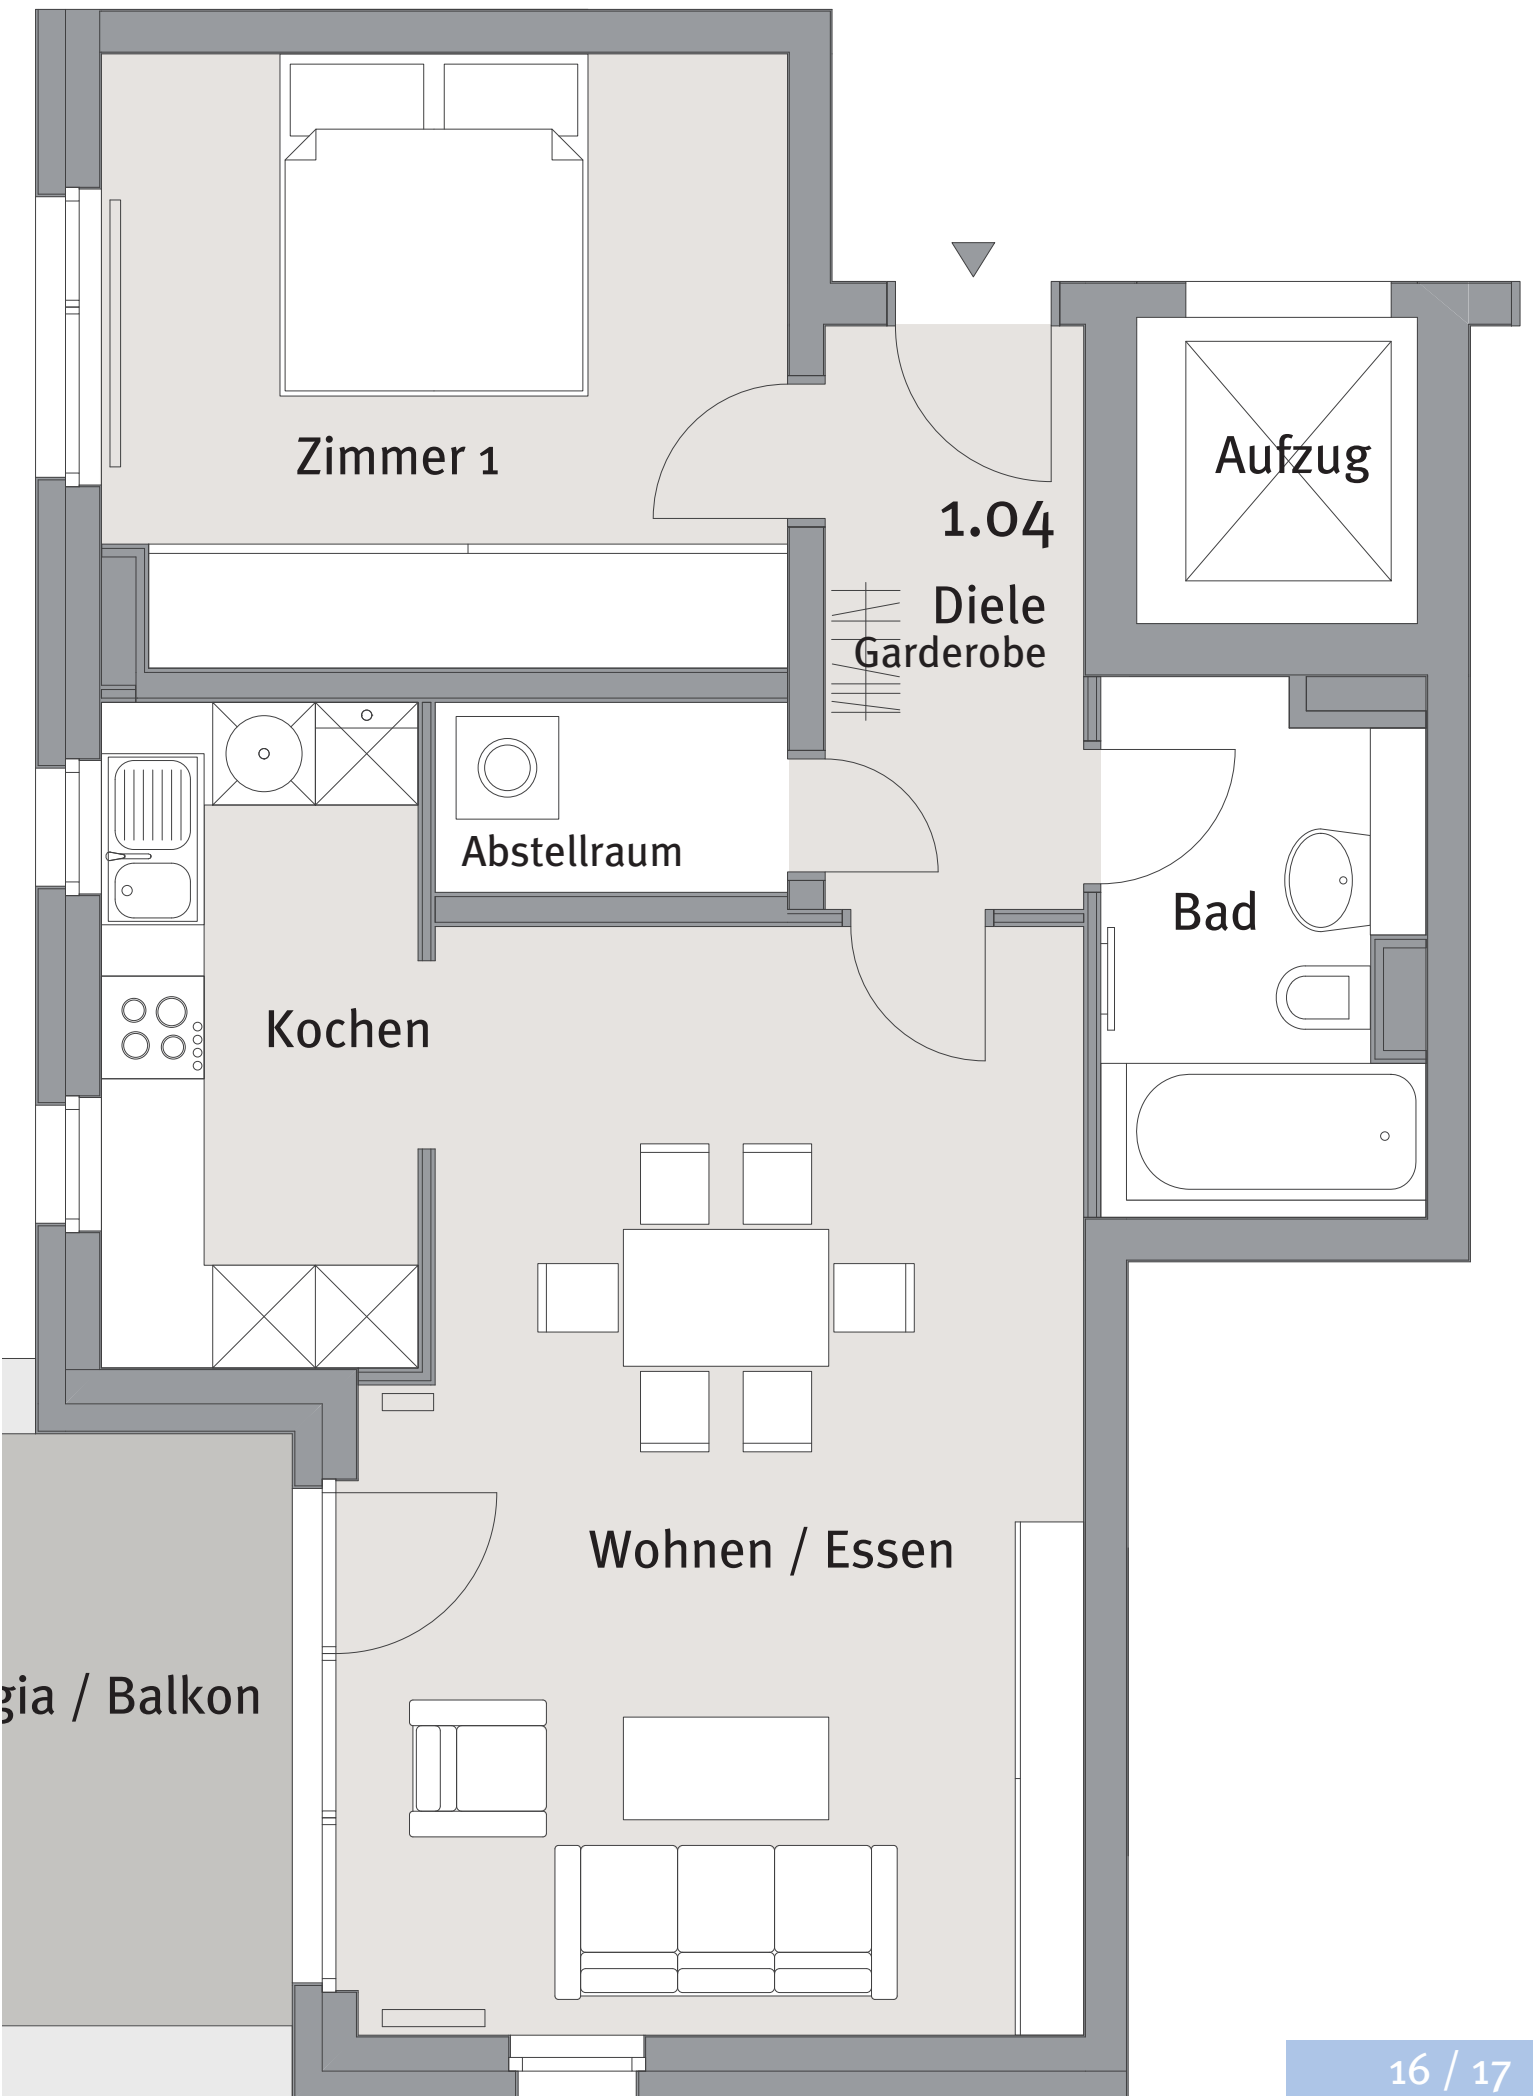 Zimmer 1
Aufzug
1.04
Diele
Garderobe
Abstellraum
Bad
Kochen
Wohnen / Essen
gia / Balkon
16 / 17